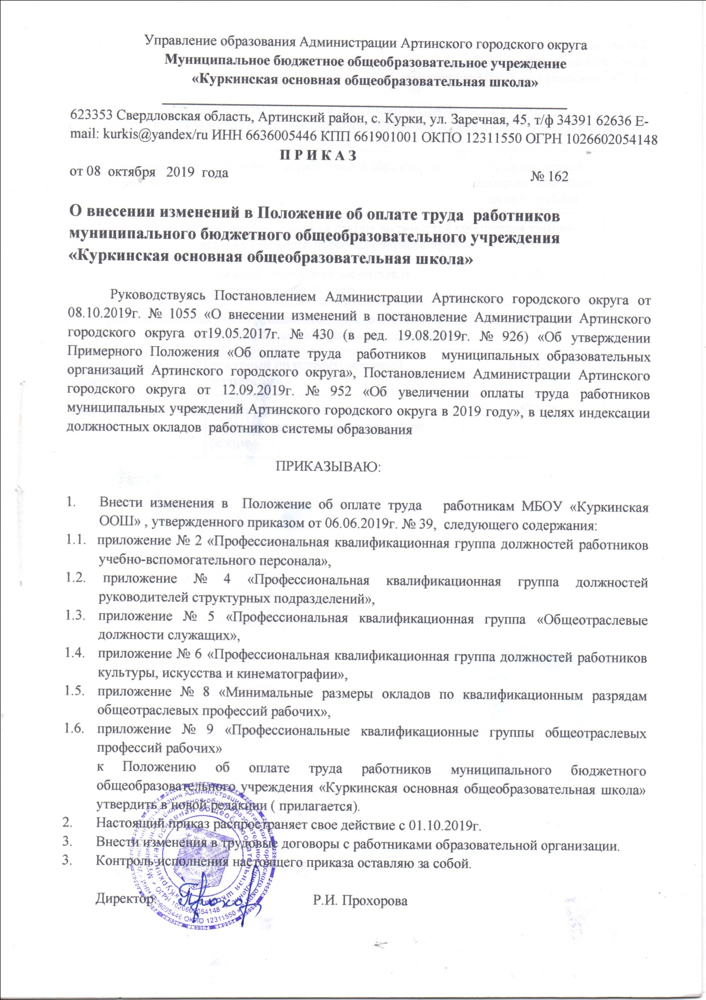 Управление образования Администрации Артинского городского округа
Муниципальное бюджетное общеобразовательное учреждение
«Куркинская основная общеобразовательная школа»
623353 Свердловская область, Артинский район, с. Курки, ул. Заречная, 45, т/ф 34391 62636 E-
mail: kurkis@yandex/ru ИНН 6636005446 КПП 661901001 ОКПО 12311550 ОГРН 1026602054148
П Р И К А З
от 08 октября 2019 года № 162
О внесении изменений в Положение об оплате труда работников
муниципального бюджетного общеобразовательного учреждения
«Куркинская основная общеобразовательная школа»
Руководствуясь Постановлением Администрации Артинского городского округа от
08.10.2019г. № 1055 «О внесении изменений в постановление Администрации Артинского
городского округа от19.05.2017г. № 430 (в ред. 19.08.2019г. № 926) «Об утверждении
Примерного Положения «Об оплате труда работников муниципальных образовательных
организаций Артинского городского округа», Постановлением Администрации Артинского
городского округа от 12.09.2019г. № 952 «Об увеличении оплаты труда работников
муниципальных учреждений Артинского городского округа в 2019 году», в целях индексации
должностных окладов работников системы образования
ПРИКАЗЫВАЮ:
1. Внести изменения в Положение об оплате труда работникам МБОУ «Куркинская
ООШ» , утвержденного приказом от 06.06.2019г. № 39, следующего содержания:
1.1. приложение № 2 «Профессиональная квалификационная группа должностей работников
учебно-вспомогательного персонала»,
1.2. приложение № 4 «Профессиональная квалификационная группа должностей
руководителей структурных подразделений»,
1.3. приложение № 5 «Профессиональная квалификационная группа «Общеотраслевые
должности служащих»,
1.4. приложение № 6 «Профессиональная квалификационная группа должностей работников
культуры, искусства и кинематографии»,
1.5. приложение № 8 «Минимальные размеры окладов по квалификационным разрядам
общеотраслевых профессий рабочих»,
1.6. приложение № 9 «Профессиональные квалификационные группы общеотраслевых
профессий рабочих»
к Положению об оплате труда работников муниципального бюджетного
общеобразовательного учреждения «Куркинская основная общеобразовательная школа»
утвердить в новой редакции ( прилагается).
2. Настоящий приказ распространяет свое действие с 01.10.2019г.
3. Внести изменения в трудовые договоры с работниками образовательной организации.
3. Контроль исполнения настоящего приказа оставляю за собой.
Директор Р.И. Прохорова